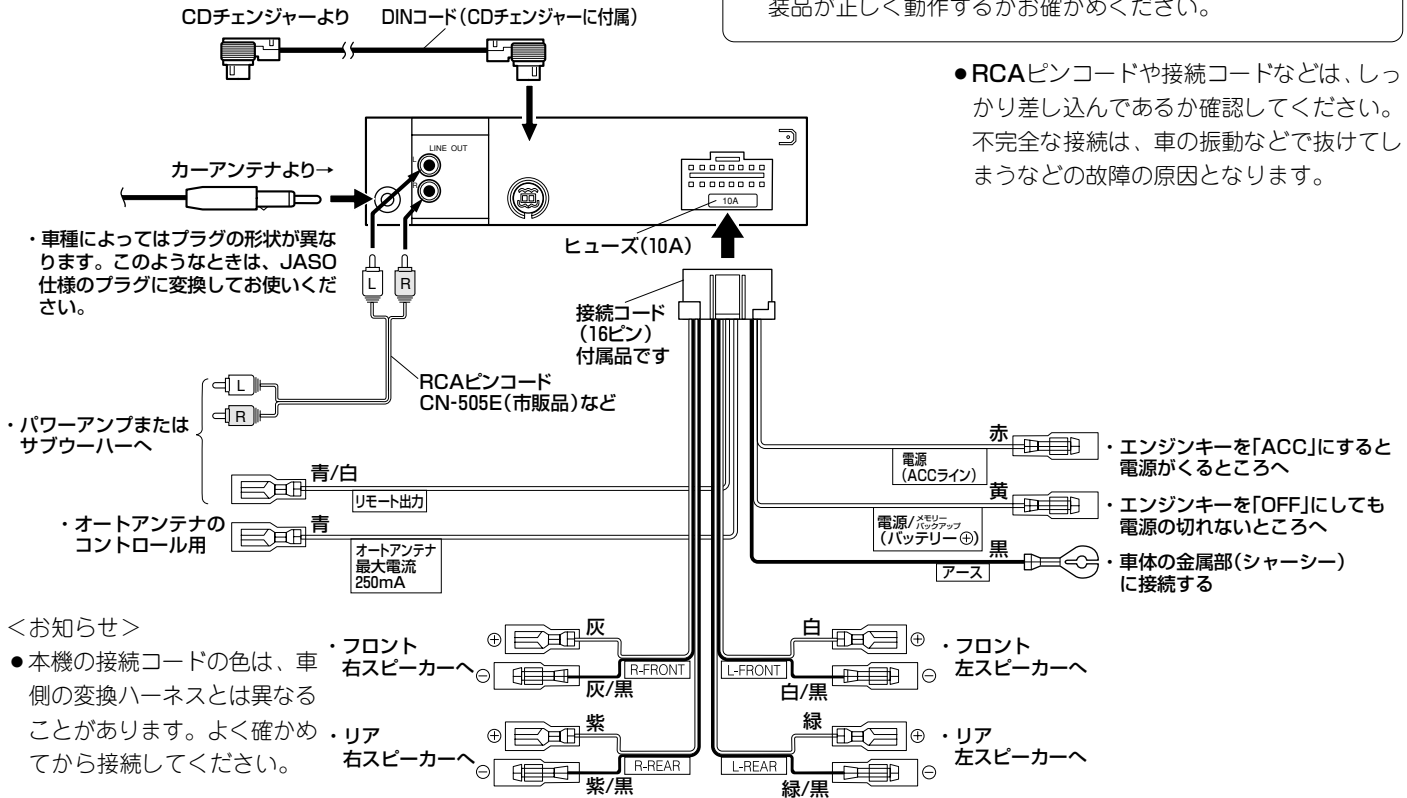 装品が正しく動作するかお確かめください。
CDチェンジャーより
DINコード(CDチェンジャーに付属)
●RCAピンコードや接続コードなどは、しっ
かり差し込んであるか確認してください。
不完全な接続は、車の振動などで抜けてし
まうなどの故障の原因となります。
LINE OUT
L
R
カーアンテナより→
10A
ヒューズ(10A)
・車種によってはプラグの形状が異な
ります。このようなときは、JASO
仕様のプラグに変換してお使いくだ
さい。
L
R
接続コード
(16ピン)
付属品です
RCAピンコード
CN-505E(市販品)など
L
R
・パワーアンプまたは
サブウーハーへ
青/白
リモート出力
・オートアンテナの
コントロール用
青
オートアンテナ
最大電流
250mA
赤
電源
(ACCライン)
・エンジンキーを「ACC」にすると
電源がくるところへ
黄
電源/メモリーバックアップ
(バッテリー⊕)
・エンジンキーを「OFF」にしても
電源の切れないところへ
黒
アース
・車体の金属部(シャーシー)
に接続する
<お知らせ>
●本機の接続コードの色は、車
側の変換ハーネスとは異なる
ことがあります。よく確かめ
てから接続してください。
・フロント
右スピーカーへ
⊕
⊖
灰
R-FRONT
灰/黒
・リア
右スピーカーへ
⊕
⊖
紫
R-REAR
紫/黒
白
L-FRONT
白/黒
⊕
⊖
・フロント
左スピーカーへ
緑
L-REAR
緑/黒
⊕
⊖
・リア
左スピーカーへ